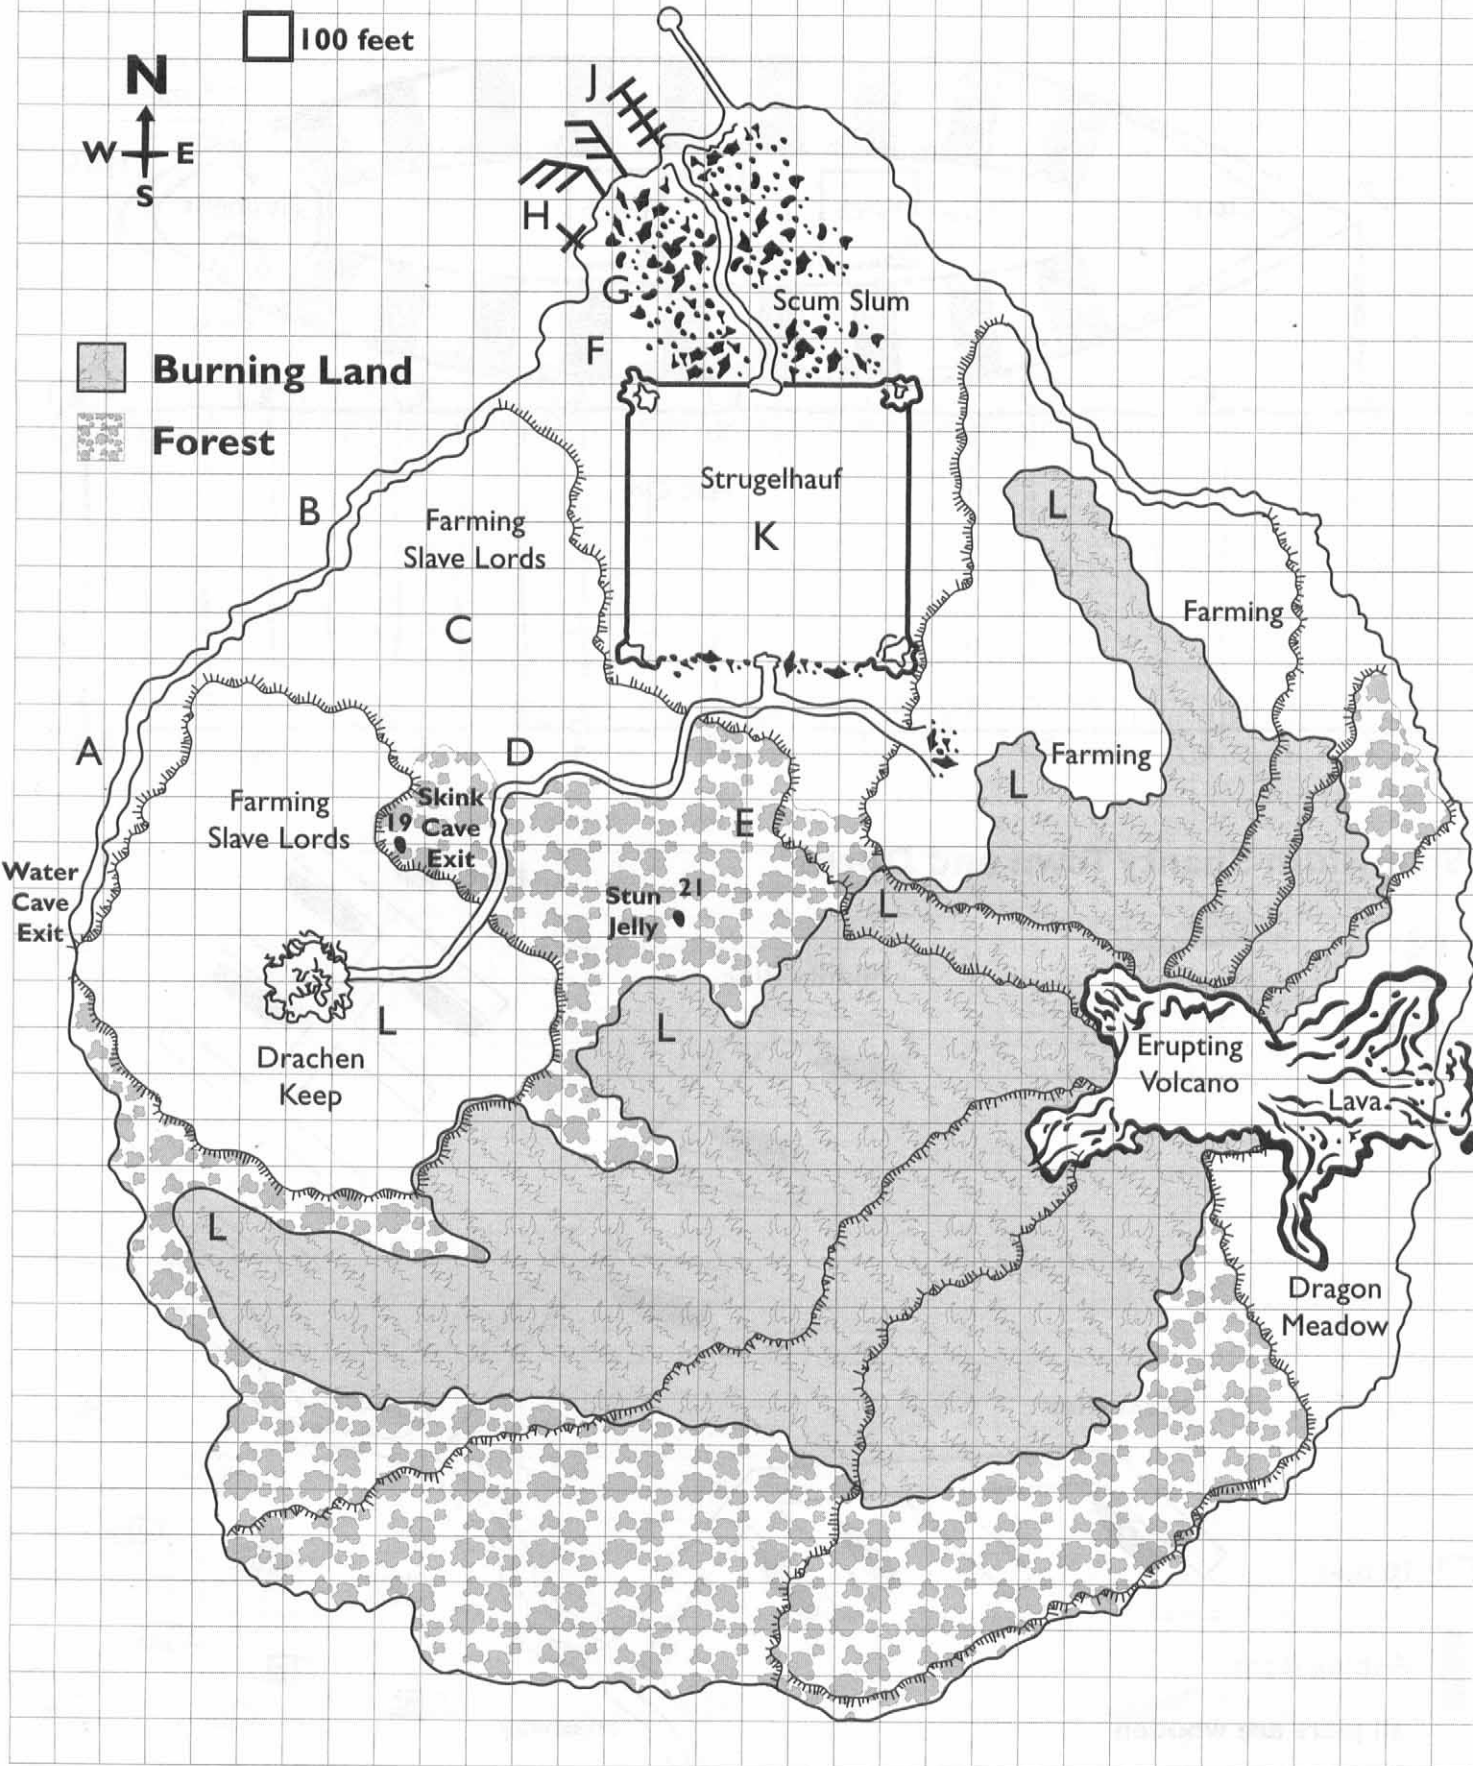 100 feet
N
W E
S
J
H
G
Scum Slum
F
Burning Land
Forest
Strugelhauf
K
L
B
Farming
Slave Lords
Farming
C
A
D
Farming
L
Skink
19 Cave
Exit
Farming
Slave Lords
E
Water
Cave
Exit
Stun 21
Jelly
L
L
L
Drachen
Keep
Erupting
Volcano
Lava
L
Dragon
Meadow